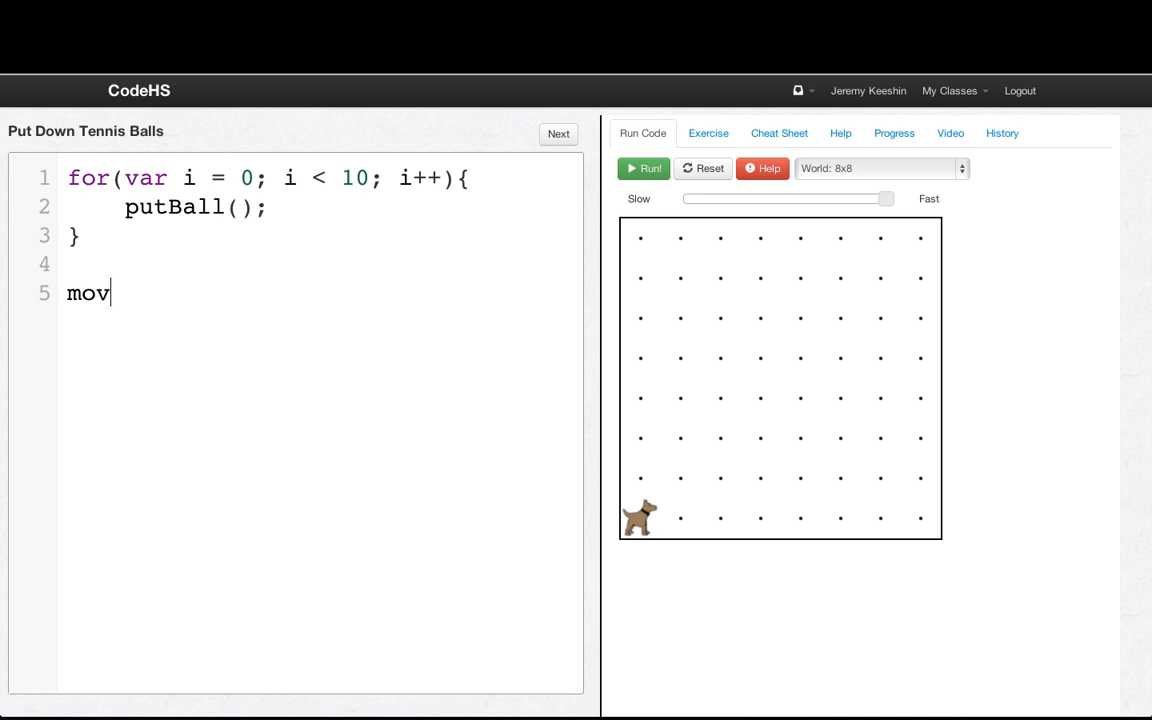 CodeHS
Jeremy Keeshin My Classes Logout
Put Down Tennis Balls
Next
1 for(var i = 0; i < 10; i++){
2     putBall();
3 }
4
5 mov
Run Code Exercise Cheat Sheet Help Progress Video History
Run! Reset Help World: 8x8
Slow Fast